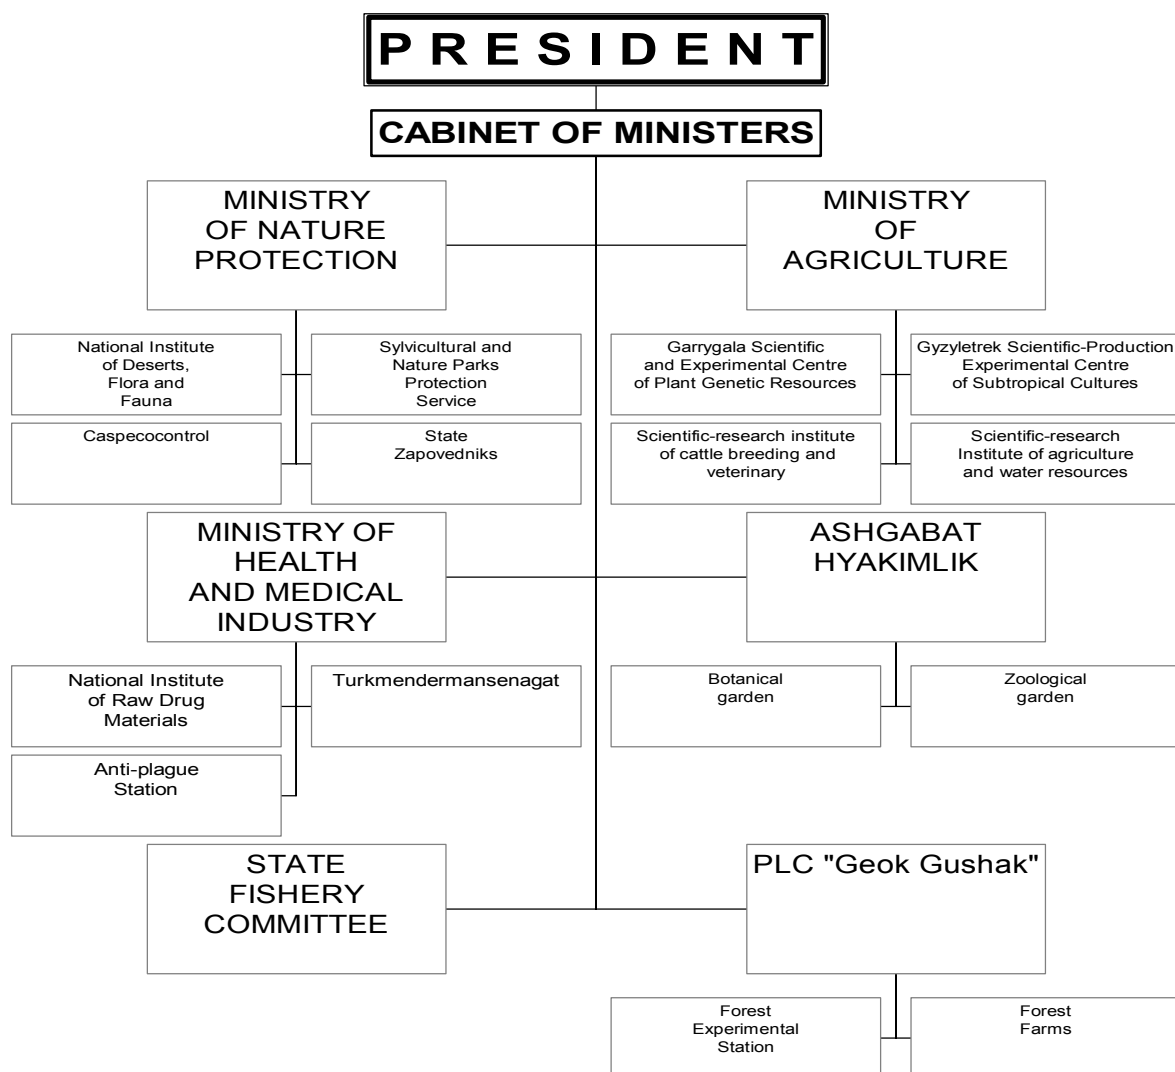 PRESIDENT
CABINET OF MINISTERS
MINISTRY
OF NATURE
PROTECTION
MINISTRY
OF
AGRICULTURE
National Institute
of Deserts,
Flora and
Fauna
Sylvicultural and
Nature Parks
Protection
Service
Garrygala Scientific
and Experimental Centre
of Plant Genetic Resources
Gyzyletrek Scientific-Production
Experimental Centre
of Subtropical Cultures
Caspecocontrol
State
Zapovedniks
Scientific-research institute
of cattle breeding and
veterinary
Scientific-research
Institute of agriculture
and water resources
MINISTRY OF
HEALTH
AND MEDICAL
INDUSTRY
ASHGABAT
HYAKIMLIK
National Institute
of Raw Drug
Materials
Turkmendermansenagat
Botanical
garden
Zoological
garden
Anti-plague
Station
STATE
FISHERY
COMMITTEE
PLC "Geok Gushak"
Forest
Experimental
Station
Forest
Farms